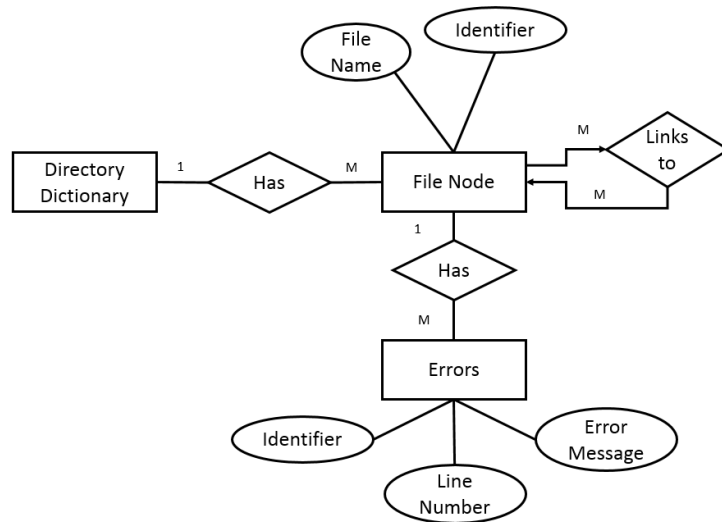 Identifier
File
Name
M
Links
to
Directory
Dictionary
1
Has
M
File Node
M
1
Has
M
Errors
Identifier
Error
Message
Line
Number